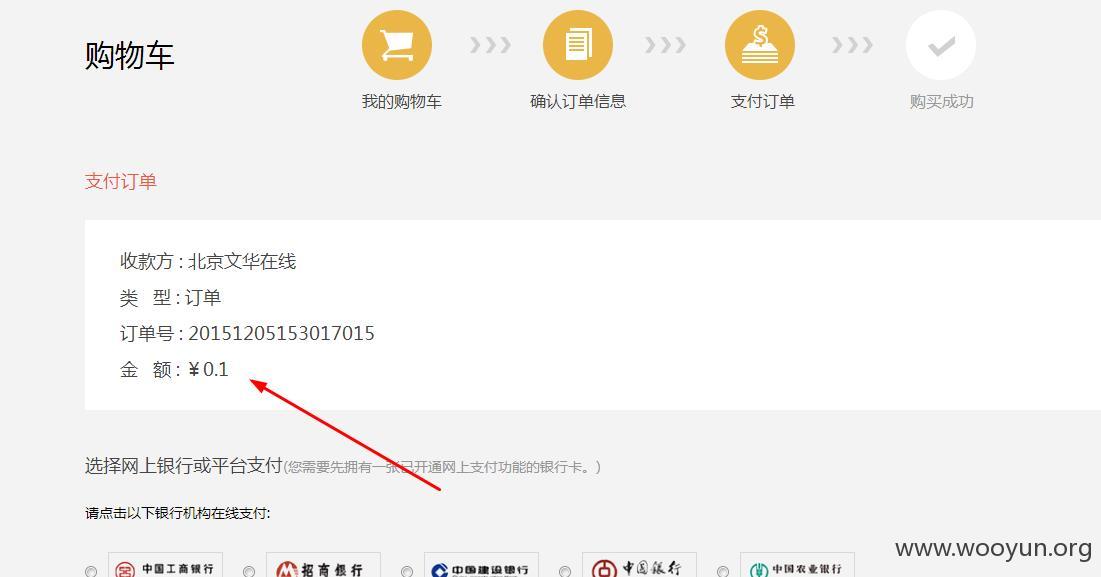 购物车
我的购物车
确认订单信息
支付订单
购买成功
支付订单
收款方 : 北京文华在线
类 型 : 订单
订单号 : 20151205153017015
金 额 : ¥ 0.1
选择网上银行或平台支付(您需要先拥有一张已开通网上支付功能的银行卡。)
请点击以下银行机构在线支付:
www.wooyun.org
中国工商银行
招商银行
中国建设银行
中国银行
中国农业银行